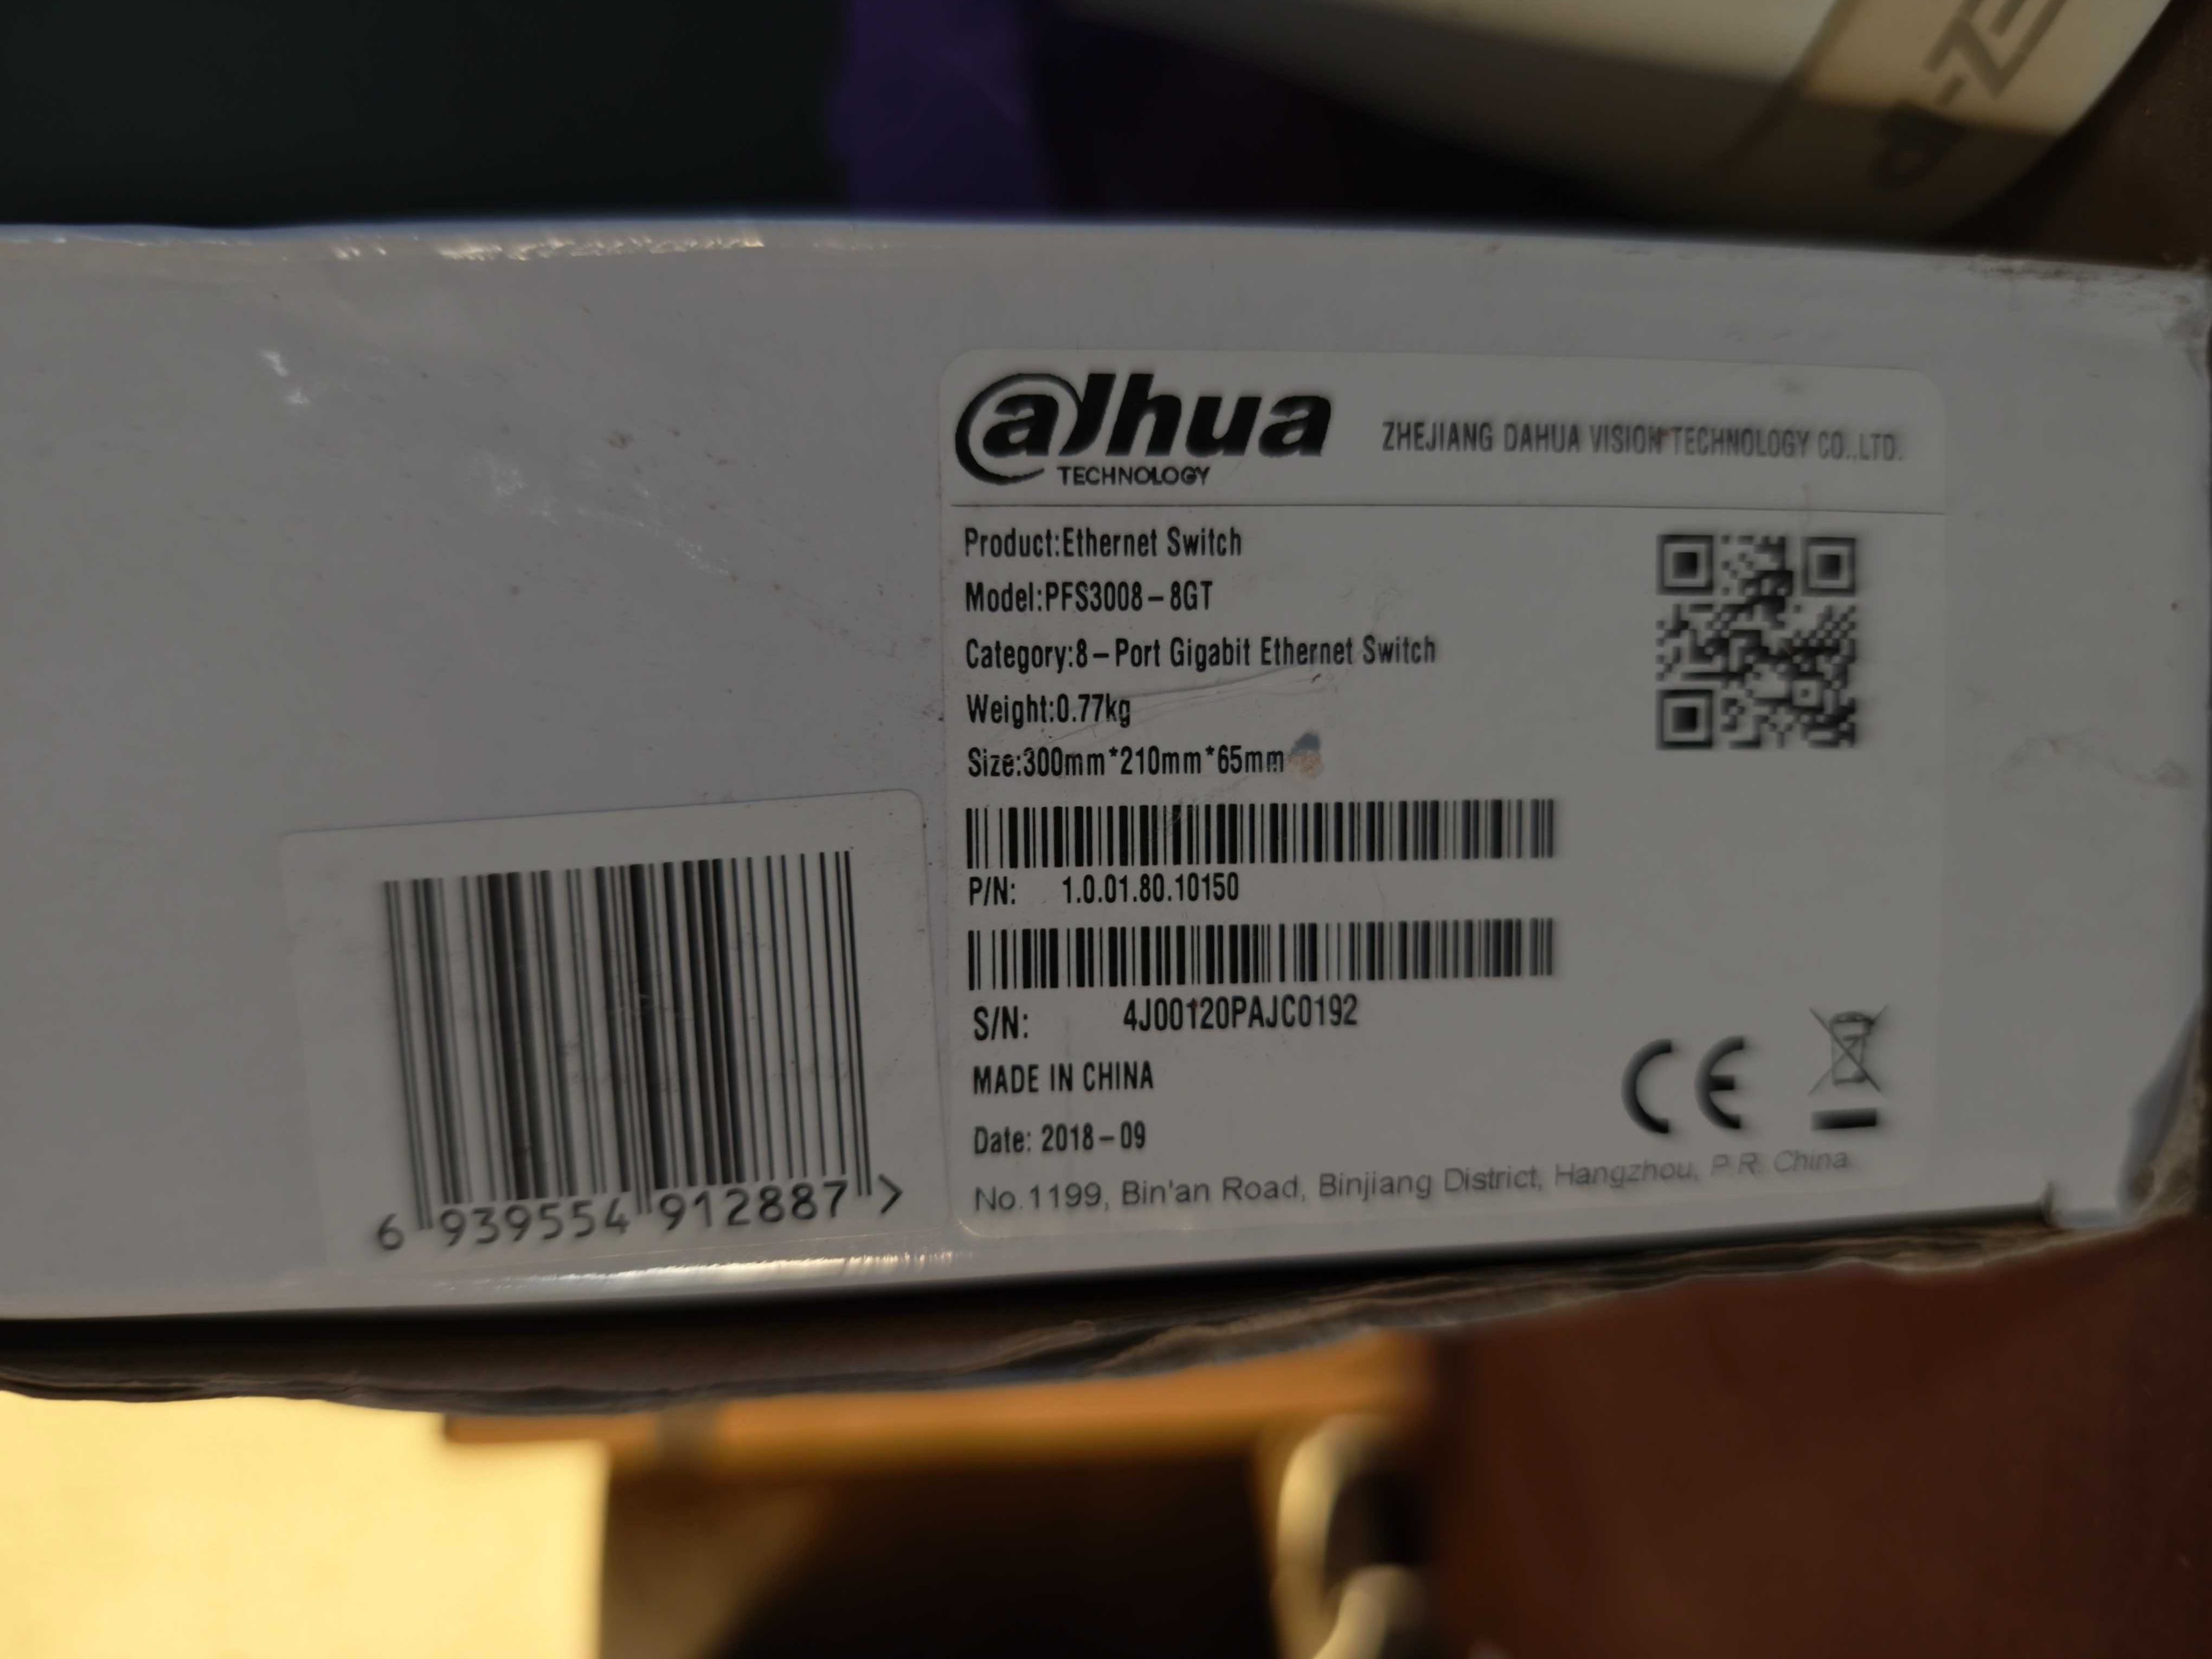 alhua
TECHNOLOGY
ZHEJIANG DAHUA VISION TECHNOLOGY CO.,LTD.
Product:Ethernet Switch
Model:PFS3008-8GT
Category:8-Port Gigabit Ethernet Switch
Weight:0.77kg
Size:300mm*210mm*65mm
P/N: 1.0.01.80.10150
S/N: 4J00120PAJC0192
MADE IN CHINA
Date: 2018-09
No.1199, Bin'an Road, Binjiang District, Hangzhou, P.R. China
CE
6 939554 912887 >